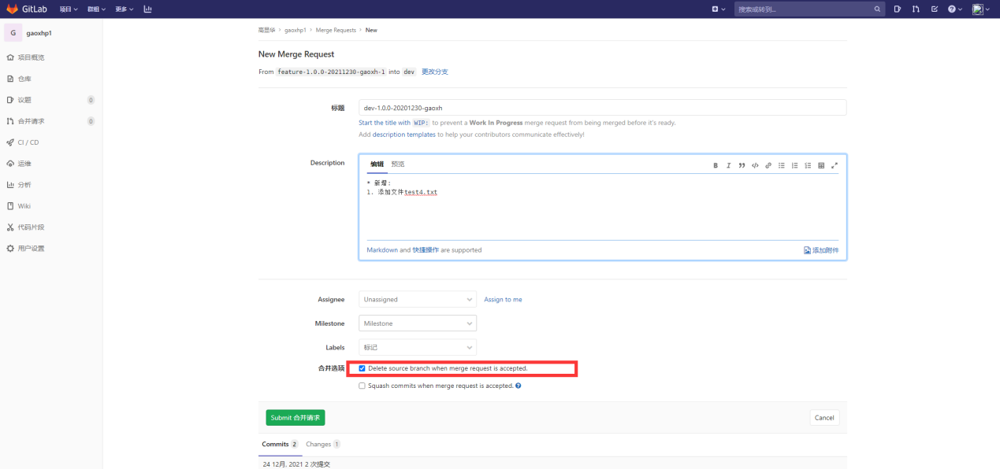 GitLab 项目 群组 更多 搜索或转到...
G gaoxhp1
项目概览
仓库
议题 0
合并请求 0
CI / CD
运维
分析
Wiki
代码片段
用户设置
高显华 > gaoxhp1 > Merge Requests > New
New Merge Request
From feature-1.0.0-20211230-gaoxh-1 into dev 更改分支
标题 dev-1.0.0-20201230-gaoxh
Start the title with WIP: to prevent a Work In Progress merge request from being merged before it's ready.
Add description templates to help your contributors communicate effectively!
Description 编辑 预览
* 新增:
1. 添加文件test4.txt
Markdown and 快捷操作 are supported 添加附件
Assignee Unassigned Assign to me
Milestone Milestone
Labels 标记
合并选项 Delete source branch when merge request is accepted.
Squash commits when merge request is accepted.
Submit 合并请求 Cancel
Commits 2 Changes 1
24 12月, 2021 2 次提交